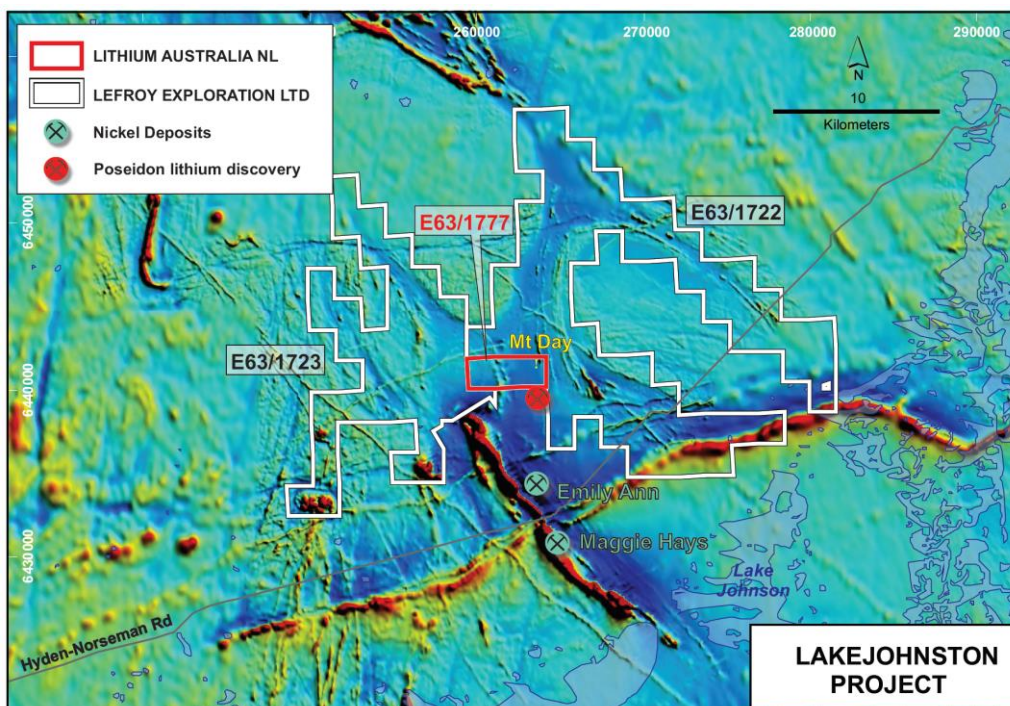 LITHIUM AUSTRALIA NL
LEFROY EXPLORATION LTD
Nickel Deposits
Poseidon lithium discovery
260000
270000
280000
290000
N
10
Kilometers
6450000
E63/1777
E63/1722
Mt Day
E63/1723
6440000
Emily Ann
Maggie Hays
6430000
Lake
Johnson
Hyden-Norseman Rd
LAKEJOHNSTON
PROJECT